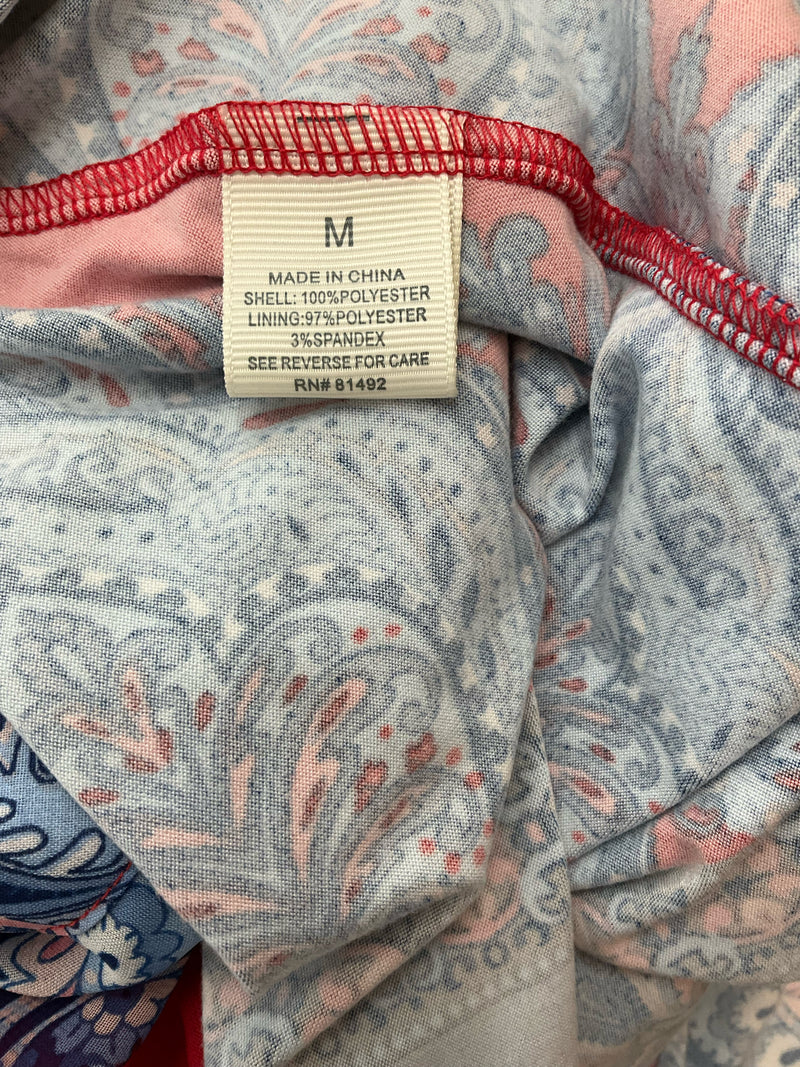 M
MADE IN CHINA
SHELL: 100%POLYESTER
LINING:97%POLYESTER
3%SPANDEX
SEE REVERSE FOR CARE
RN# 81492